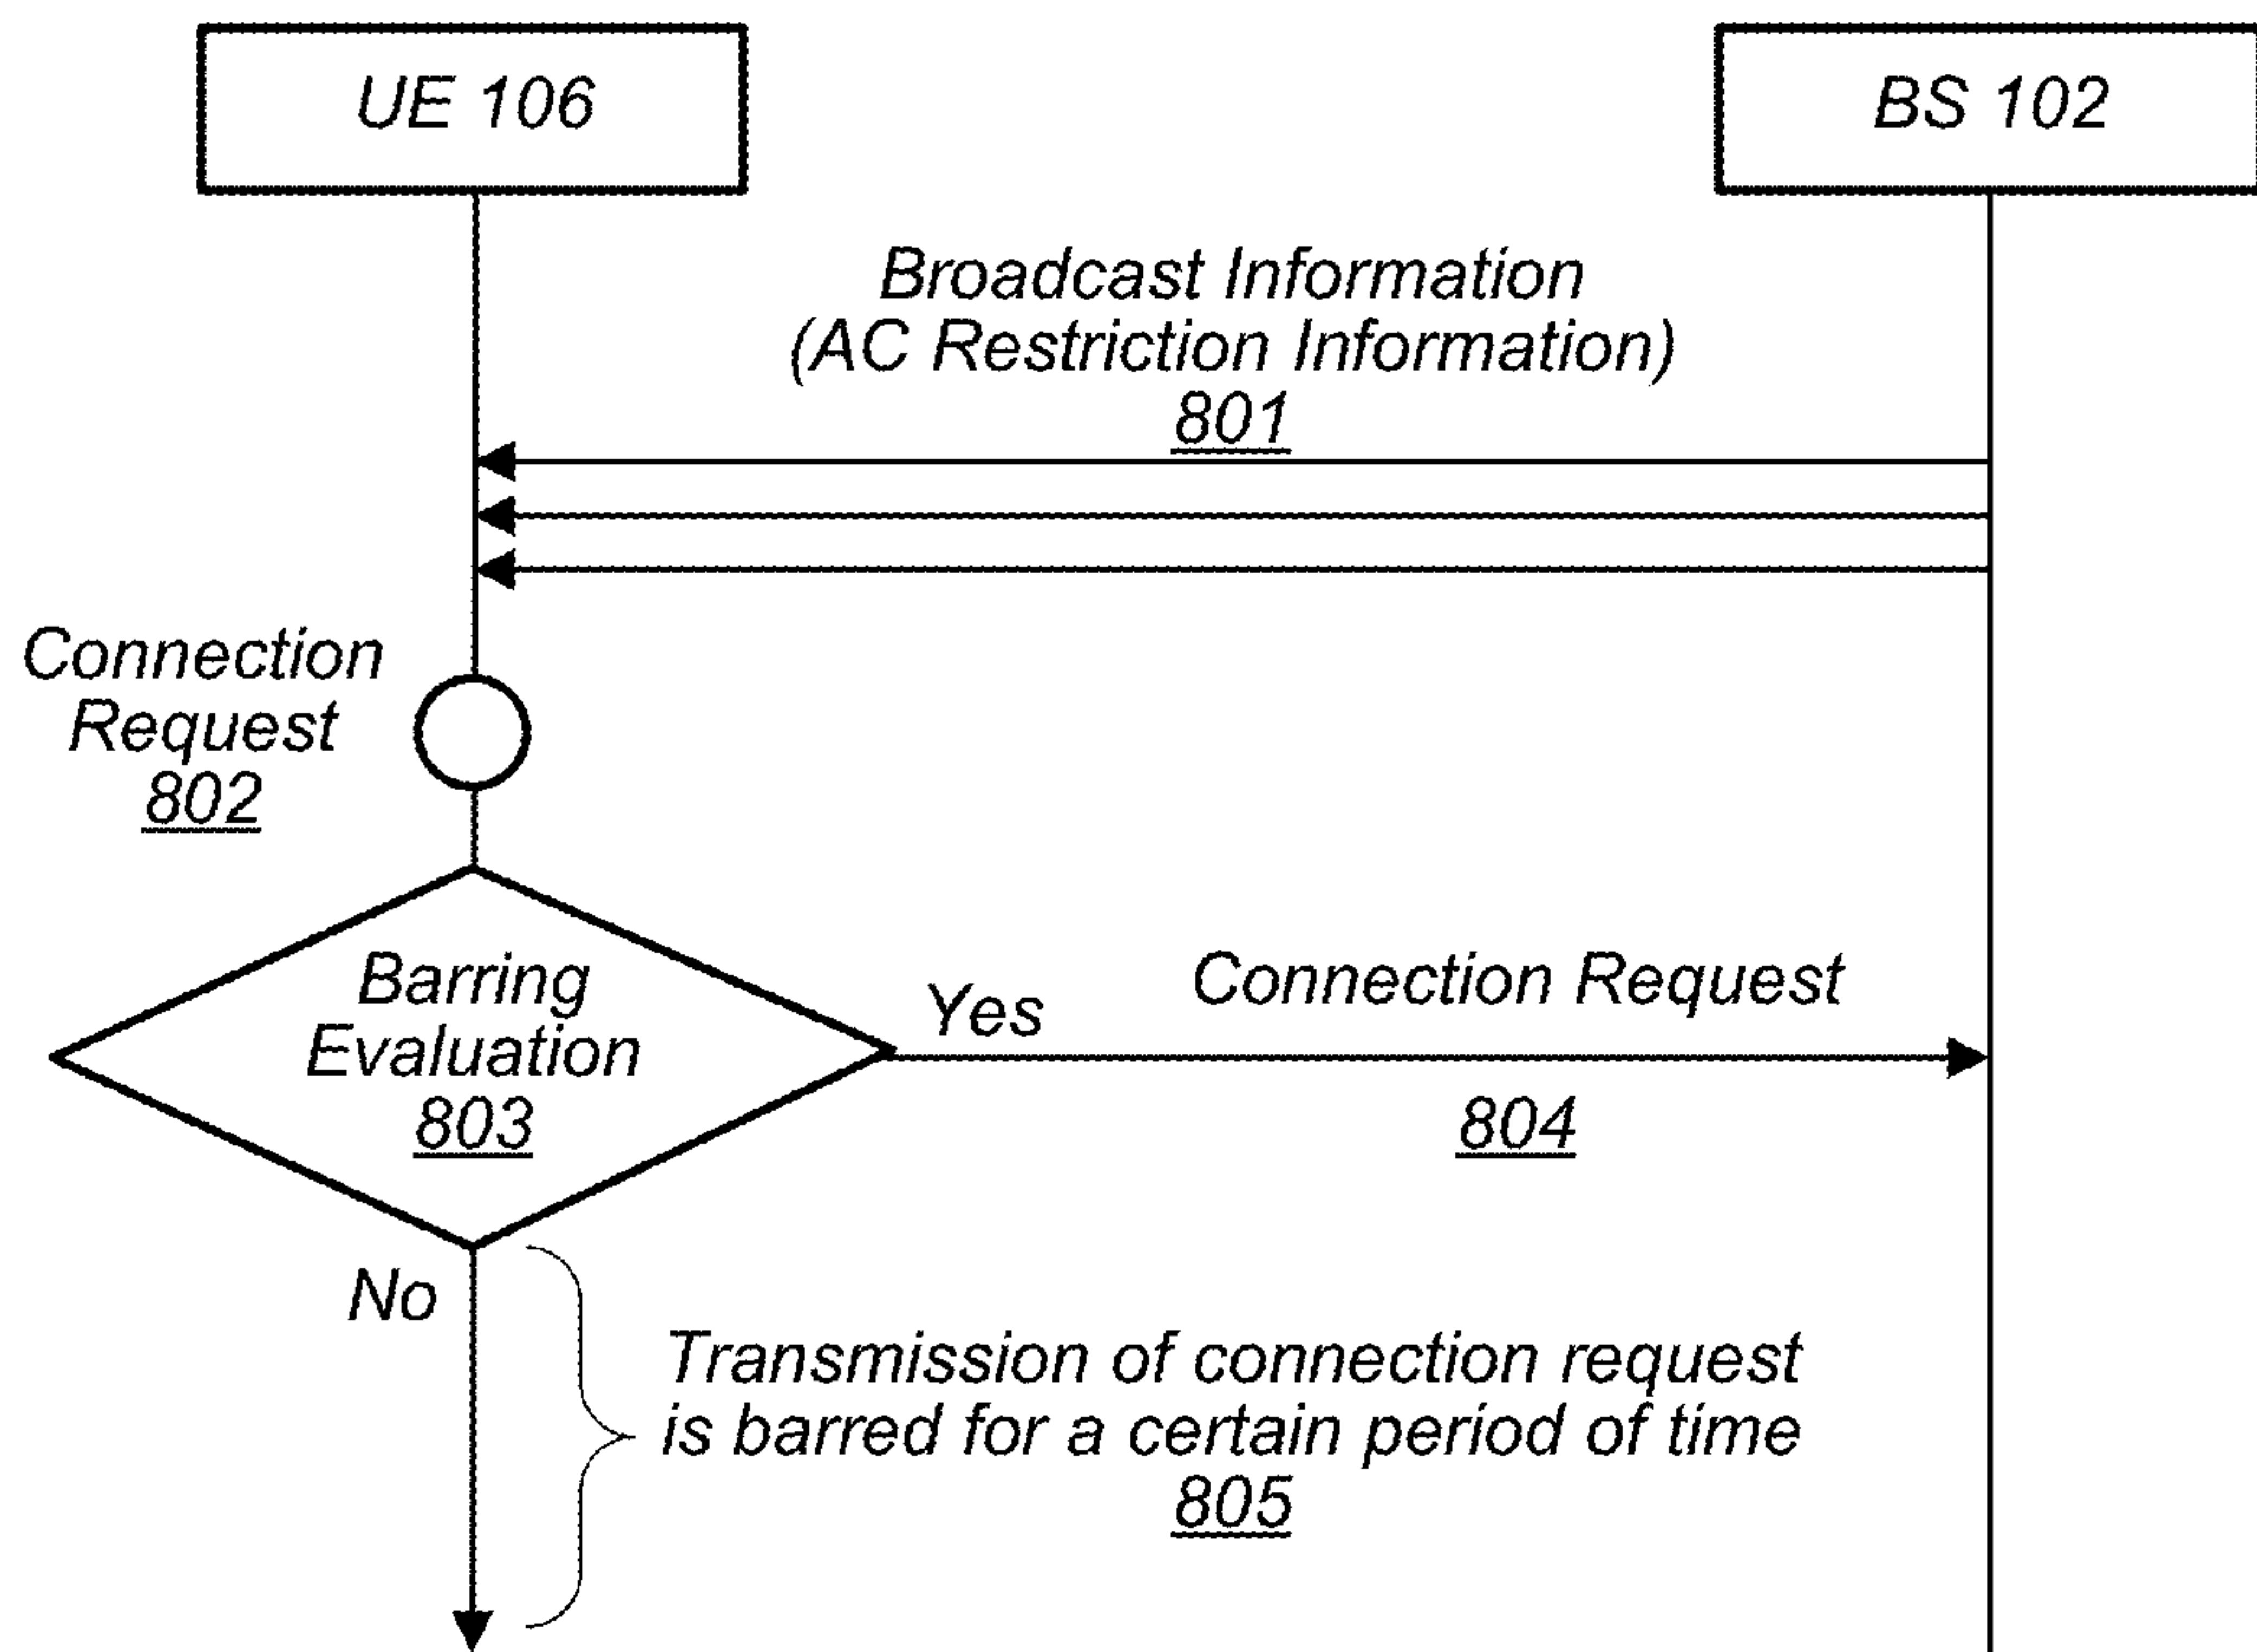 UE 106
BS 102
Broadcast Information
(AC Restriction Information)
801
Connection
Request
802
Barring
Evaluation
803
Yes
Connection Request
804
No
Transmission of connection request
is barred for a certain period of time
805